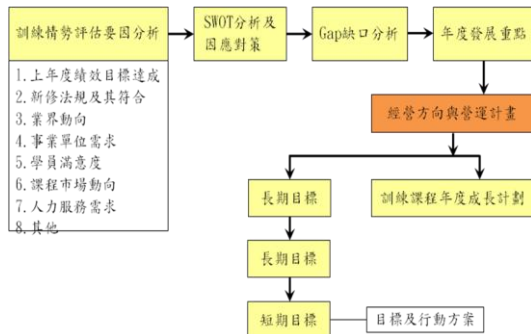 訓練情勢評估要因分析
1.上年度績效目標達成
2.新修法規及其符合
3.業界動向
4.事業單位需求
5.學員滿意度
6.課程市場動向
7.人力服務需求
8.其他
SWOT分析及
因應對策
Gap缺口分析
年度發展重點
經營方向與營運計畫
長期目標
訓練課程年度成長計劃
長期目標
短期目標
目標及行動方案